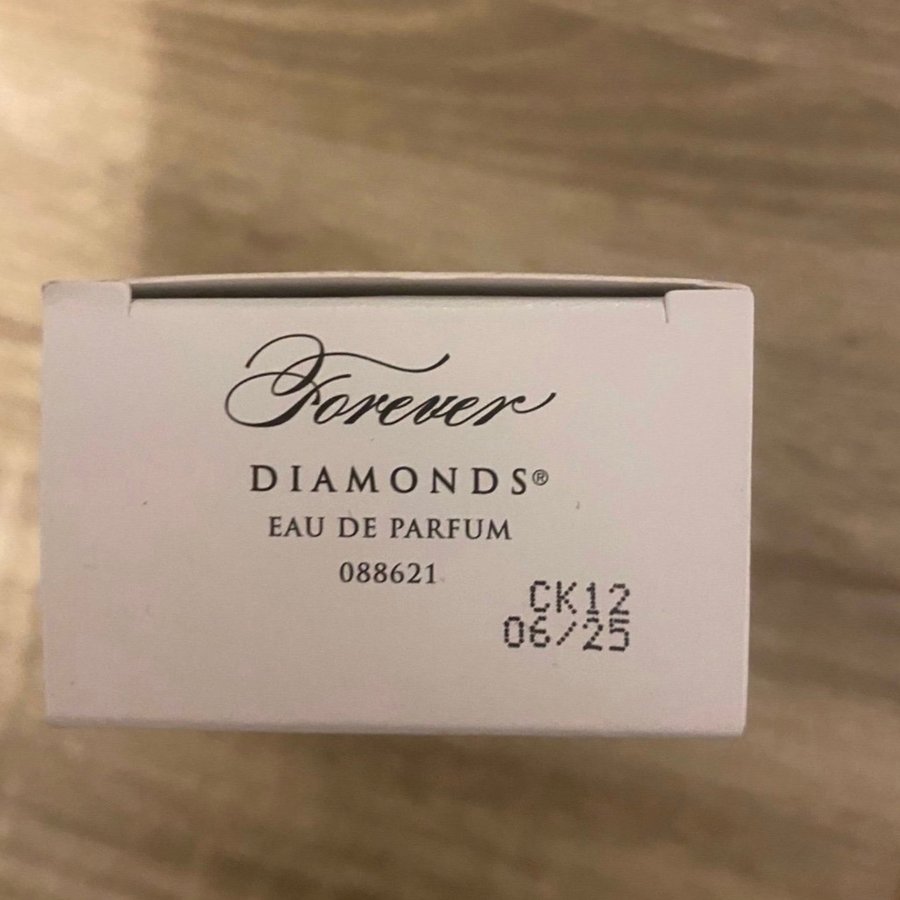 Forever
DIAMONDS®
EAU DE PARFUM
088621
CK12
06/25